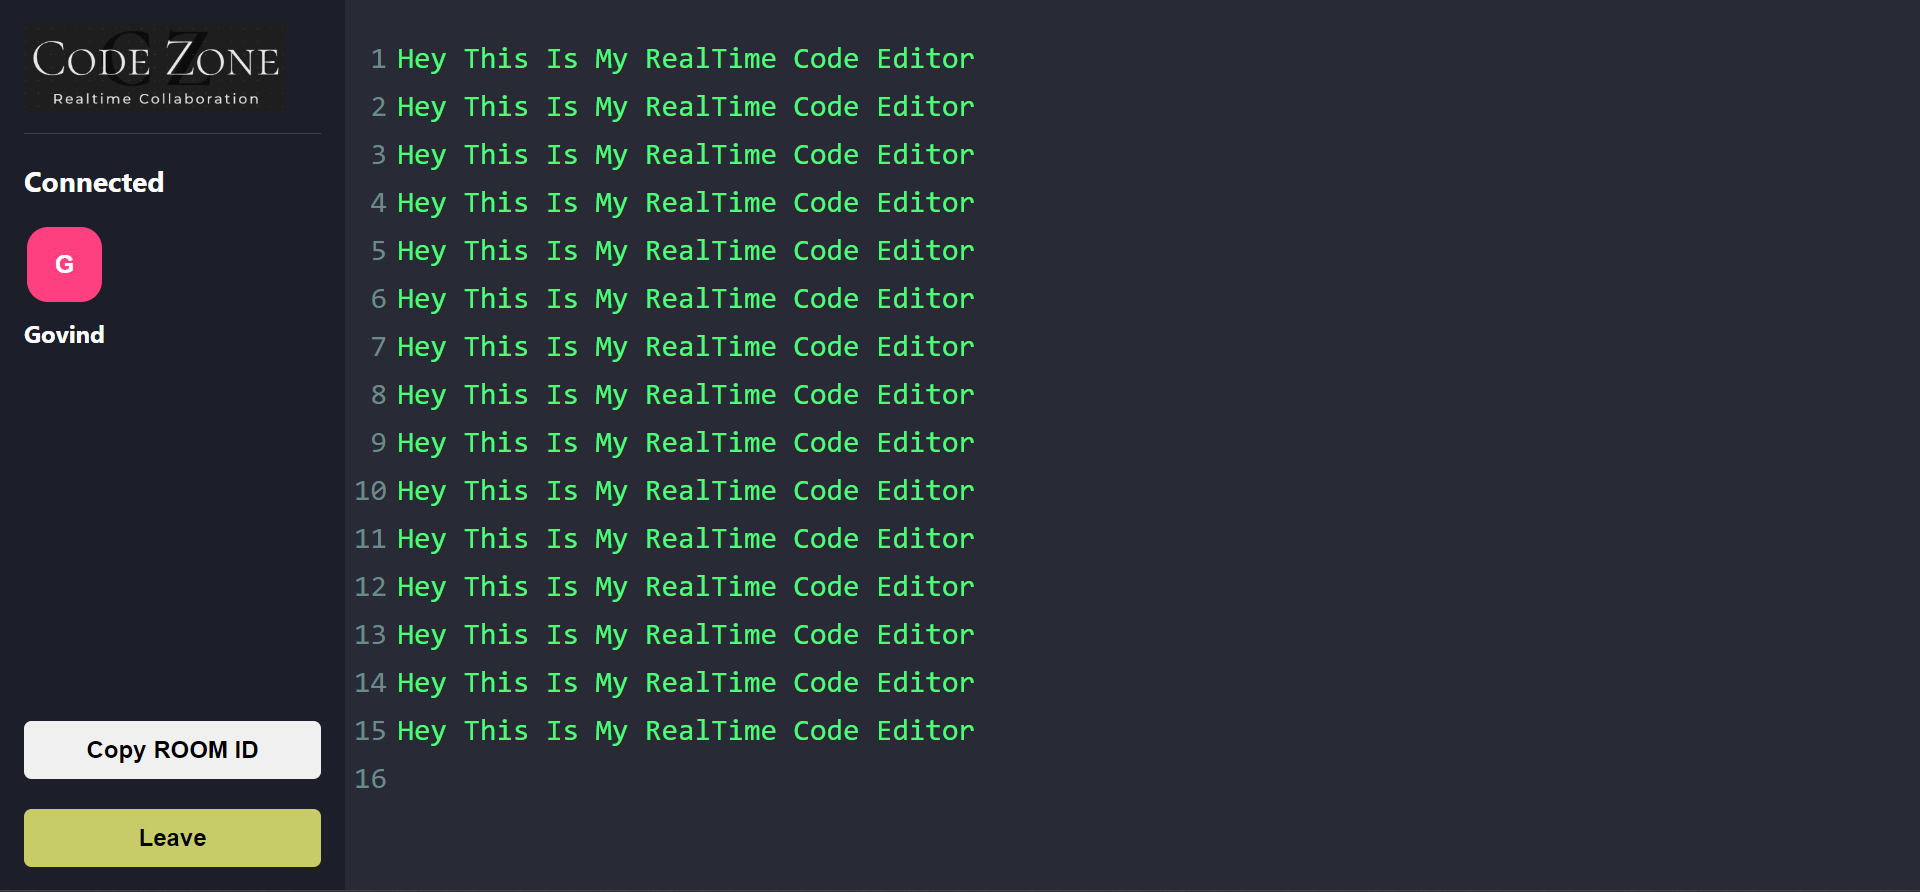 CODE ZONE
Realtime Collaboration
Connected
G
Govind
Copy ROOM ID
Leave
1 Hey This Is My RealTime Code Editor
2 Hey This Is My RealTime Code Editor
3 Hey This Is My RealTime Code Editor
4 Hey This Is My RealTime Code Editor
5 Hey This Is My RealTime Code Editor
6 Hey This Is My RealTime Code Editor
7 Hey This Is My RealTime Code Editor
8 Hey This Is My RealTime Code Editor
9 Hey This Is My RealTime Code Editor
10 Hey This Is My RealTime Code Editor
11 Hey This Is My RealTime Code Editor
12 Hey This Is My RealTime Code Editor
13 Hey This Is My RealTime Code Editor
14 Hey This Is My RealTime Code Editor
15 Hey This Is My RealTime Code Editor
16